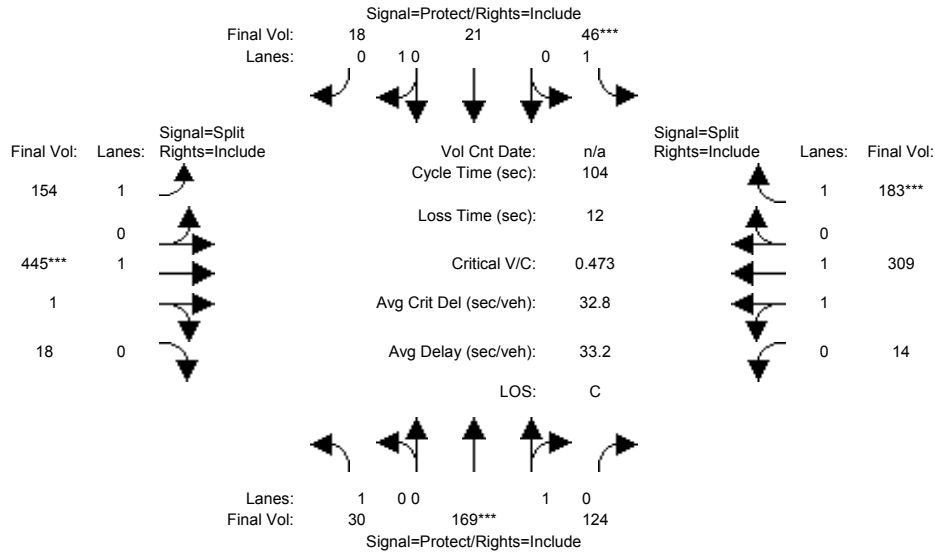 Signal=Protect/Rights=Include
Final Vol: 18 21 46***
Lanes: 0 1 0 0 1
Signal=Split
Final Vol: Lanes: Rights=Include
Vol Cnt Date: n/a
Signal=Split
Rights=Include Lanes: Final Vol:
Cycle Time (sec): 104
154 1
1 183***
Loss Time (sec): 12
0
0
445*** 1
Critical V/C: 0.473
1 309
1
Avg Crit Del (sec/veh): 32.8
1
18 0
Avg Delay (sec/veh): 33.2
0 14
LOS: C
Lanes: 1 0 0 1 0
Final Vol: 30 169*** 124
Signal=Protect/Rights=Include